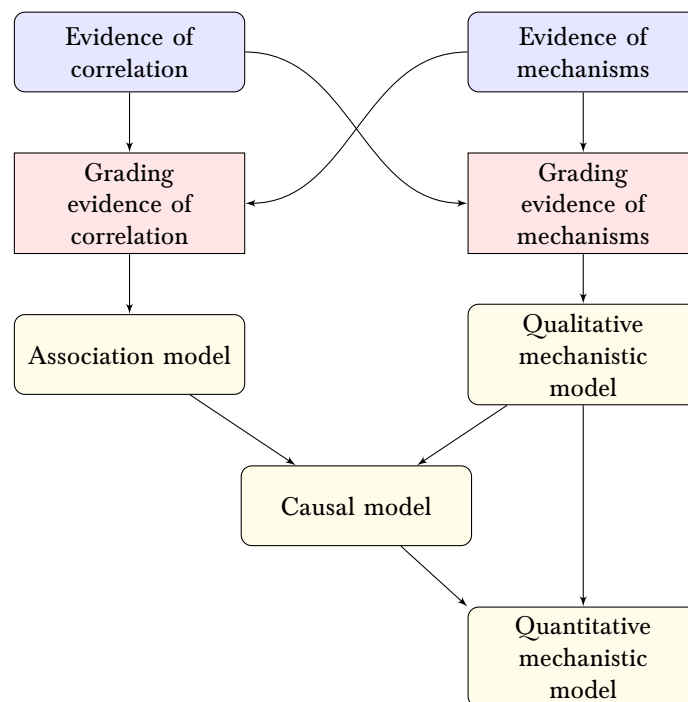 Evidence of
correlation
Evidence of
mechanisms
Grading
evidence of
correlation
Grading
evidence of
mechanisms
Association model
Qualitative
mechanistic
model
Causal model
Quantitative
mechanistic
model